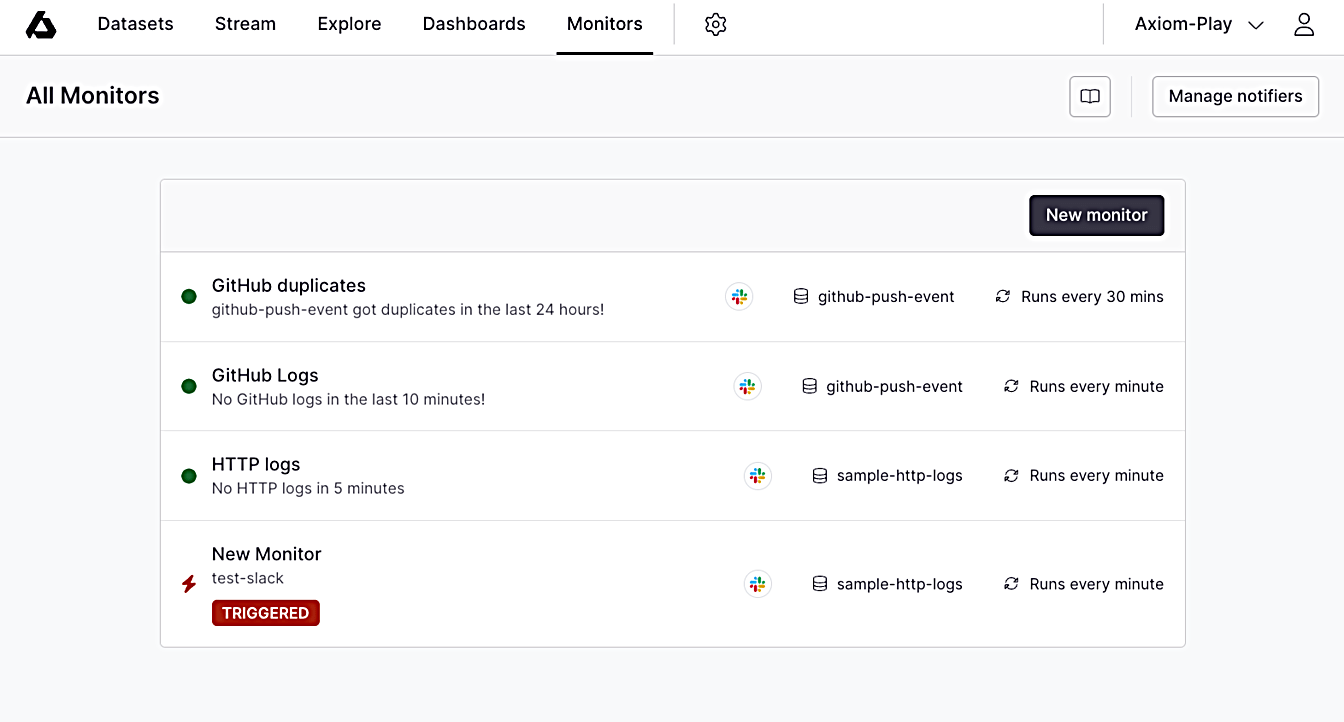 Datasets Stream Explore Dashboards Monitors Axiom-Play
All Monitors Manage notifiers
New monitor
GitHub duplicates
github-push-event got duplicates in the last 24 hours!
github-push-event Runs every 30 mins
GitHub Logs
No GitHub logs in the last 10 minutes!
github-push-event Runs every minute
HTTP logs
No HTTP logs in 5 minutes
sample-http-logs Runs every minute
New Monitor
test-slack
TRIGGERED
sample-http-logs Runs every minute